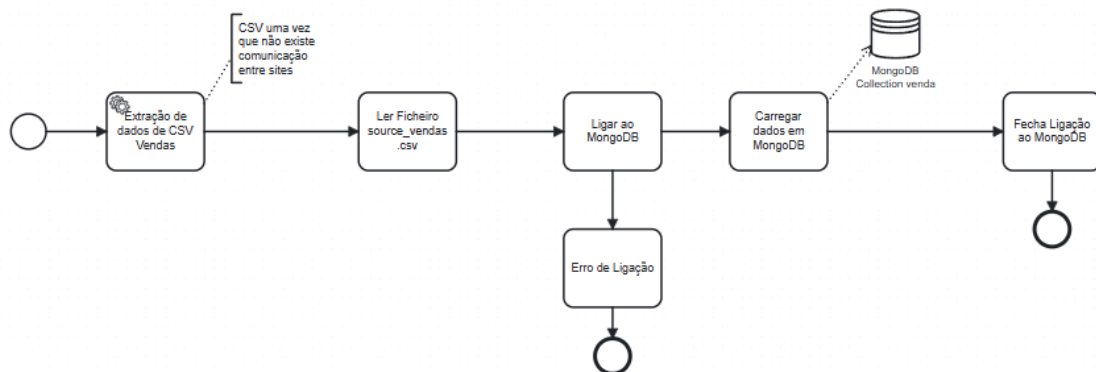 CSV uma vez
que não existe
comunicação
entre sites
MongoDB
Collection venda
Extração de
dados de CSV
Vendas
Ler Ficheiro
source_vendas
.csv
Ligar ao
MongoDB
Carregar
dados em
MongoDB
Fecha Ligação
ao MongoDB
Erro de Ligação